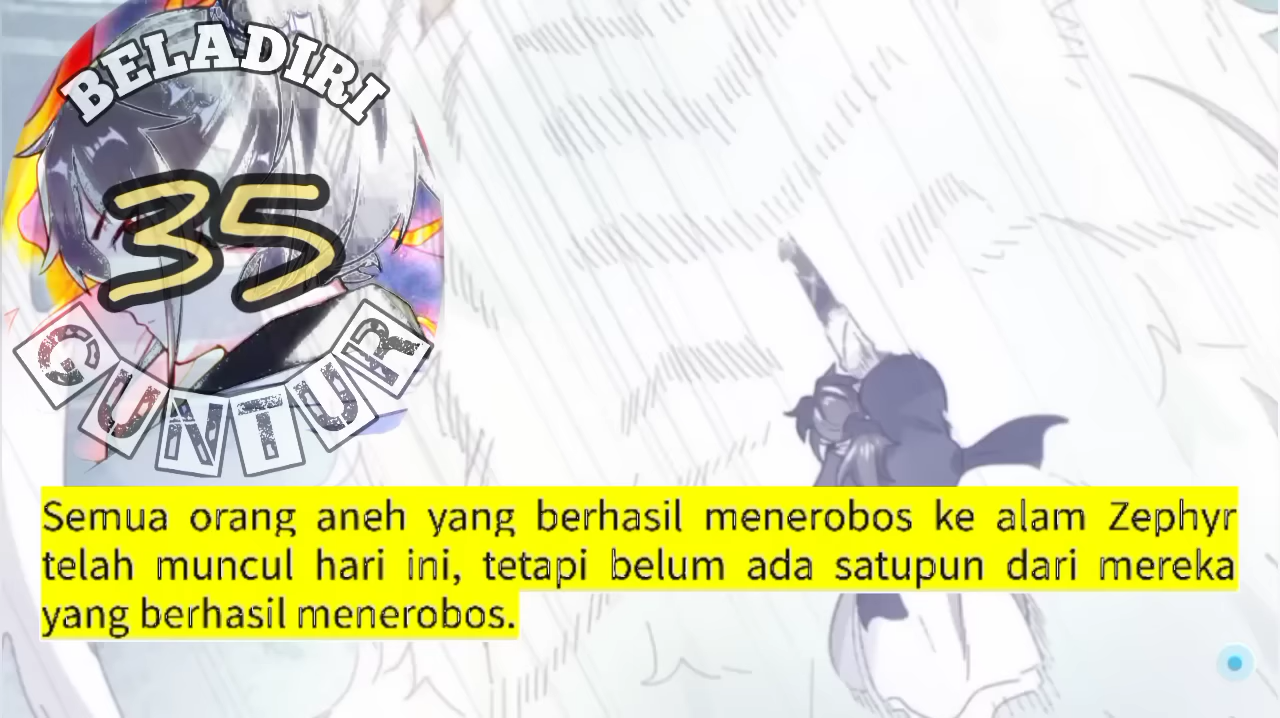 BELADIRI
35
GUNTUR
Semua orang aneh yang berhasil menerobos ke alam Zephyr
telah muncul hari ini, tetapi belum ada satupun dari mereka
yang berhasil menerobos.